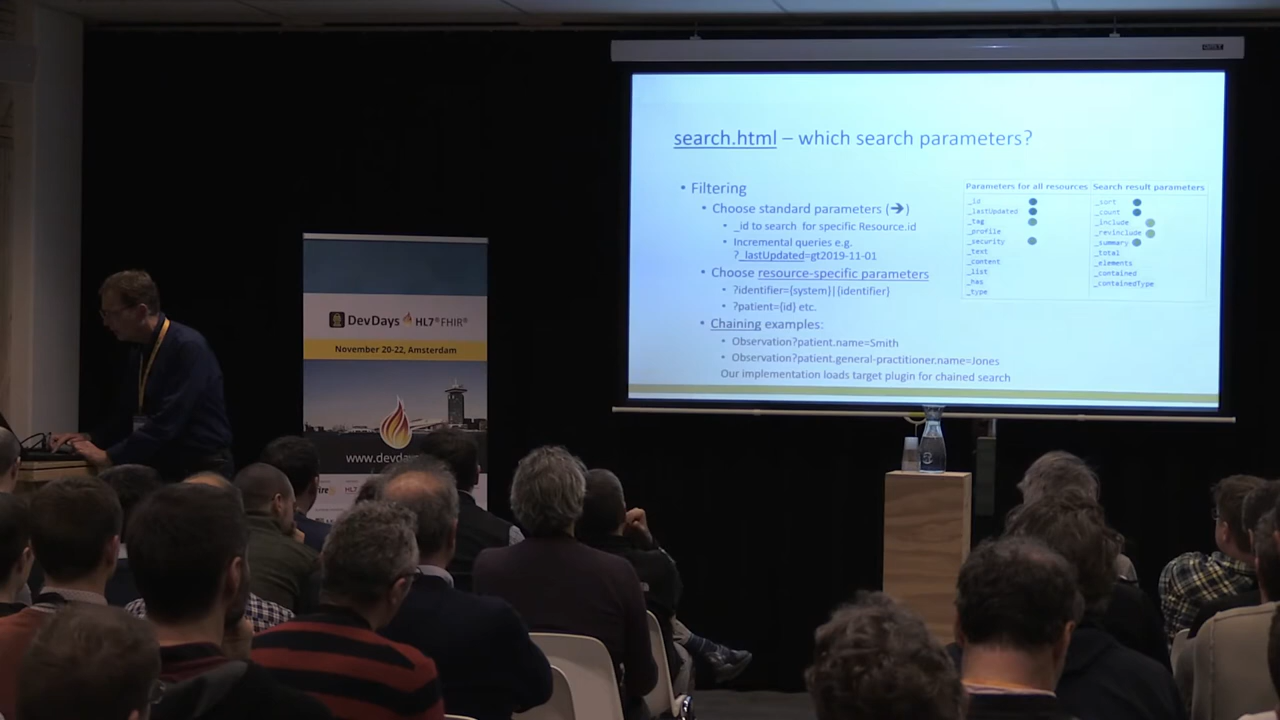 search.html – which search parameters?
• Filtering
• Choose standard parameters (➔)
• _id to search for specific Resource.id
• Incremental queries e.g.
?_lastUpdated=gt2019-11-01
• Choose resource-specific parameters
• ?identifier={system}|{identifier}
• ?patient={id} etc.
• Chaining examples:
• Observation?patient.name=Smith
• Observation?patient.general-practitioner.name=Jones
Our implementation loads target plugin for chained search
Parameters for all resources
_id
_lastUpdated
_tag
_profile
_security
_text
_content
_list
_has
_type
Search result parameters
_sort
_count
_include
_revinclude
_summary
_total
_elements
_contained
_containedType
DevDays HL7® FHIR®
November 20-22, Amsterdam
www.devda